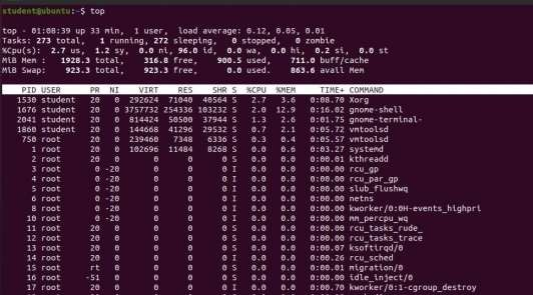 student@ubuntu:~$ top
top - 01:08:39 up 33 min, 1 user, load average: 0.12, 0.05, 0.01
Tasks: 273 total, 1 running, 272 sleeping, 0 stopped, 0 zombie
%Cpu(s): 2.7 us, 1.2 sy, 0.0 ni, 96.0 id, 0.0 wa, 0.0 hi, 0.2 si, 0.0 st
MiB Mem : 1928.3 total, 316.8 free, 900.5 used, 711.0 buff/cache
MiB Swap: 923.3 total, 923.3 free, 0.0 used. 863.6 avail Mem
PID USER PR NI VIRT RES SHR S %CPU %MEM TIME+ COMMAND
1530 student 20 0 292624 71040 40564 S 2.7 3.6 0:08.70 Xorg
1676 student 20 0 3757732 254336 103232 S 2.0 12.9 0:16.02 gnome-shell
2041 student 20 0 814424 50500 37944 S 1.3 2.6 0:01.75 gnome-terminal-
1860 student 20 0 144668 41296 29532 S 0.7 2.1 0:05.72 vmtoolsd
750 root 20 0 239460 7348 6336 S 0.3 0.4 0:05.57 vmtoolsd
1 root 20 0 102696 11484 8268 S 0.0 0.6 0:03.27 systemd
2 root 20 0 0 0 0 S 0.0 0.0 0:00.01 kthreadd
3 root 0 -20 0 0 0 I 0.0 0.0 0:00.00 rcu_gp
4 root 0 -20 0 0 0 I 0.0 0.0 0:00.00 rcu_par_gp
5 root 0 -20 0 0 0 I 0.0 0.0 0:00.00 slub_flushwq
6 root 0 -20 0 0 0 I 0.0 0.0 0:00.00 netns
8 root 0 -20 0 0 0 I 0.0 0.0 0:00.00 kworker/0:0H-events_highpri
10 root 0 -20 0 0 0 I 0.0 0.0 0:00.00 mm_percpu_wq
11 root 20 0 0 0 0 I 0.0 0.0 0:00.00 rcu_tasks_rude_
12 root 20 0 0 0 0 I 0.0 0.0 0:00.00 rcu_tasks_trace
13 root 20 0 0 0 0 S 0.0 0.0 0:00.07 ksoftirqd/0
14 root 20 0 0 0 0 I 0.0 0.0 0:00.26 rcu_sched
15 root rt 0 0 0 0 S 0.0 0.0 0:00.01 migration/0
16 root -51 0 0 0 0 S 0.0 0.0 0:00.00 idle_inject/0
17 root 20 0 0 0 0 I 0.0 0.0 0:00.70 kworker/0:1-cgroup_destroy